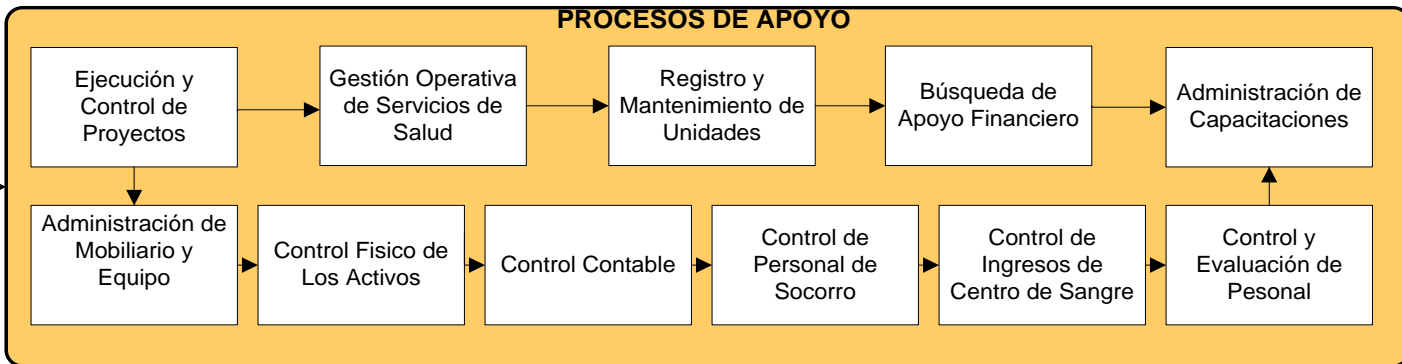 PROCESOS DE APOYO
Ejecución y
Control de
Proyectos
Gestión Operativa
de Servicios de
Salud
Registro y
Mantenimiento de
Unidades
Búsqueda de
Apoyo Financiero
Administración de
Capacitaciones
Administración de
Mobiliario y
Equipo
Control Fisico de
Los Activos
Control Contable
Control de
Personal de
Socorro
Control de
Ingresos de
Centro de Sangre
Control y
Evaluación de
Pesonal